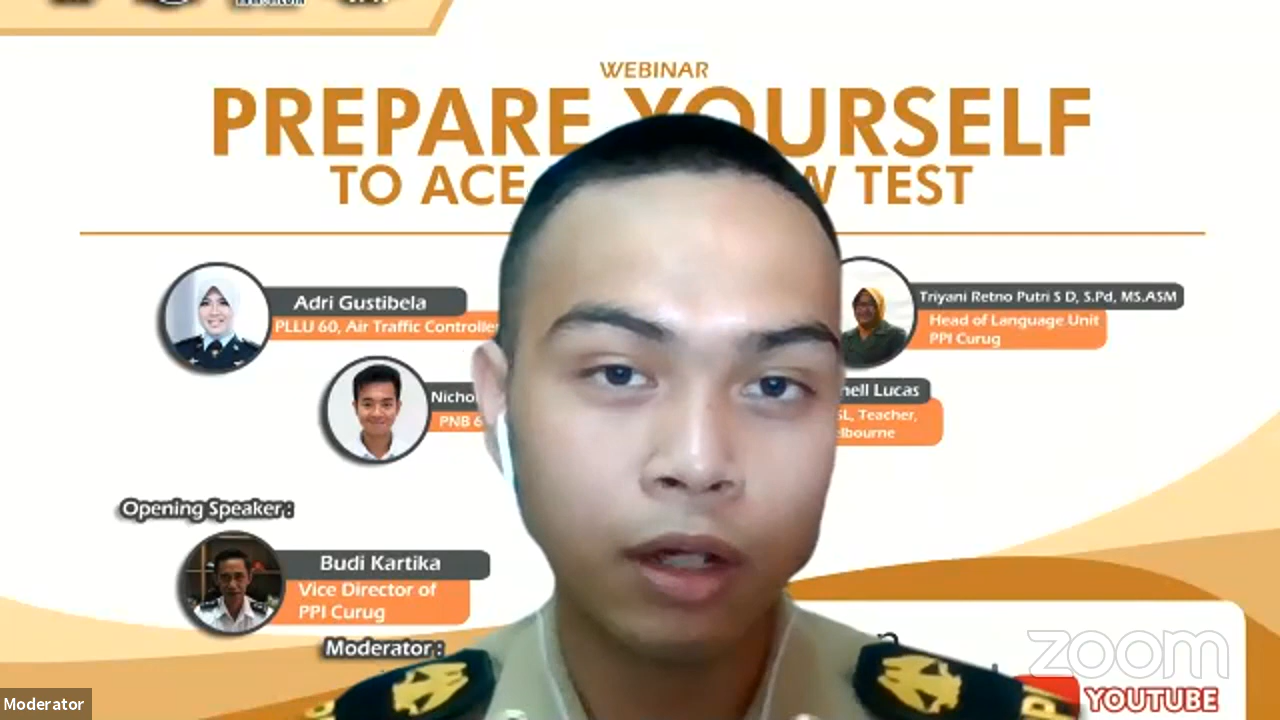 WEBINAR
PREPARE YOURSELF
TO ACE
W TEST
Adri Gustibela
PLLU 60, Air Traffic Controller
Triyani Retno Putri S D, S.Pd, MS.ASM
Head of Language Unit
PPI Curug
Nicho
PNB 6
hell Lucas
SL, Teacher,
lbourne
Opening Speaker :
Budi Kartika
Vice Director of
PPI Curug
Moderator :
zoom
YOUTUBE
Moderator